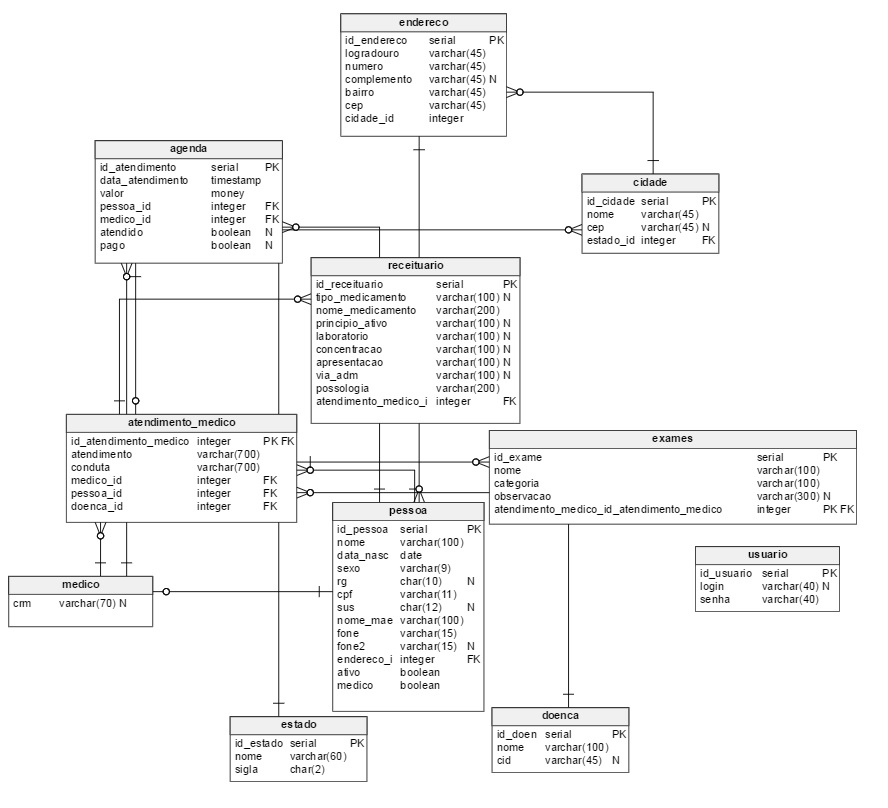 endereco
id_endereco serial PK
logradouro varchar(45)
numero varchar(45)
complemento varchar(45) N
bairro varchar(45)
cep varchar(45)
cidade_id integer
agenda
id_atendimento serial PK
data_atendimento timestamp
valor money
pessoa_id integer FK
medico_id integer FK
atendido boolean N
pago boolean N
cidade
id_cidade serial PK
nome varchar(45)
cep varchar(45) N
estado_id integer FK
receituario
id_receituario serial PK
tipo_medicamento varchar(100) N
nome_medicamento varchar(200)
principio_ativo varchar(100) N
laboratorio varchar(100) N
concentracao varchar(100) N
apresentacao varchar(100) N
via_adm varchar(100) N
possologia varchar(200)
atendimento_medico_i integer FK
atendimento_medico
id_atendimento_medico integer PK FK
atendimento varchar(700)
conduta varchar(700)
medico_id integer FK
pessoa_id integer FK
doenca_id integer FK
exames
id_exame serial PK
nome varchar(100)
categoria varchar(100)
observacao varchar(300) N
atendimento_medico_id_atendimento_medico integer PK FK
pessoa
id_pessoa serial PK
nome varchar(100)
data_nasc date
sexo varchar(9)
rg char(10) N
cpf varchar(11)
sus char(12) N
nome_mae varchar(100)
fone varchar(15)
fone2 varchar(15) N
endereco_i integer FK
ativo boolean
medico boolean
usuario
id_usuario serial PK
login varchar(40) N
senha varchar(40)
medico
crm varchar(70) N
estado
id_estado serial PK
nome varchar(60)
sigla char(2)
doenca
id_doen serial PK
nome varchar(100)
cid varchar(45) N